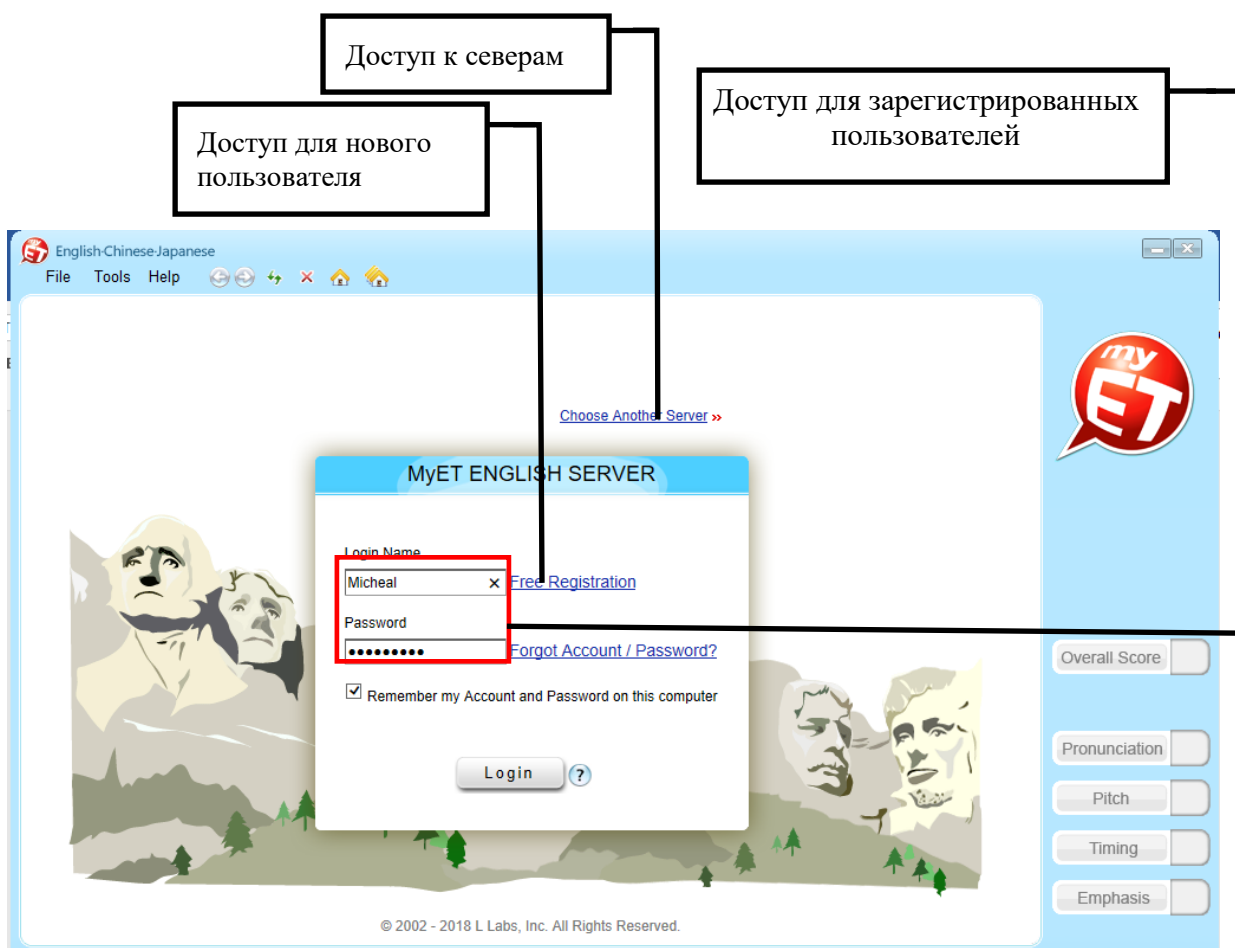 Доступ к северам
Доступ для зарегистрированных
пользователей
Доступ для нового
пользователя
English-Chinese-Japanese
File Tools Help
my
ET
Choose Another Server »
MyET ENGLISH SERVER
Login Name
Micheal × Free Registration
Password
••••••••• Forgot Account / Password?
Remember my Account and Password on this computer
Login ?
Overall Score
Pronunciation
Pitch
Timing
Emphasis
© 2002 - 2018 L Labs, Inc. All Rights Reserved.